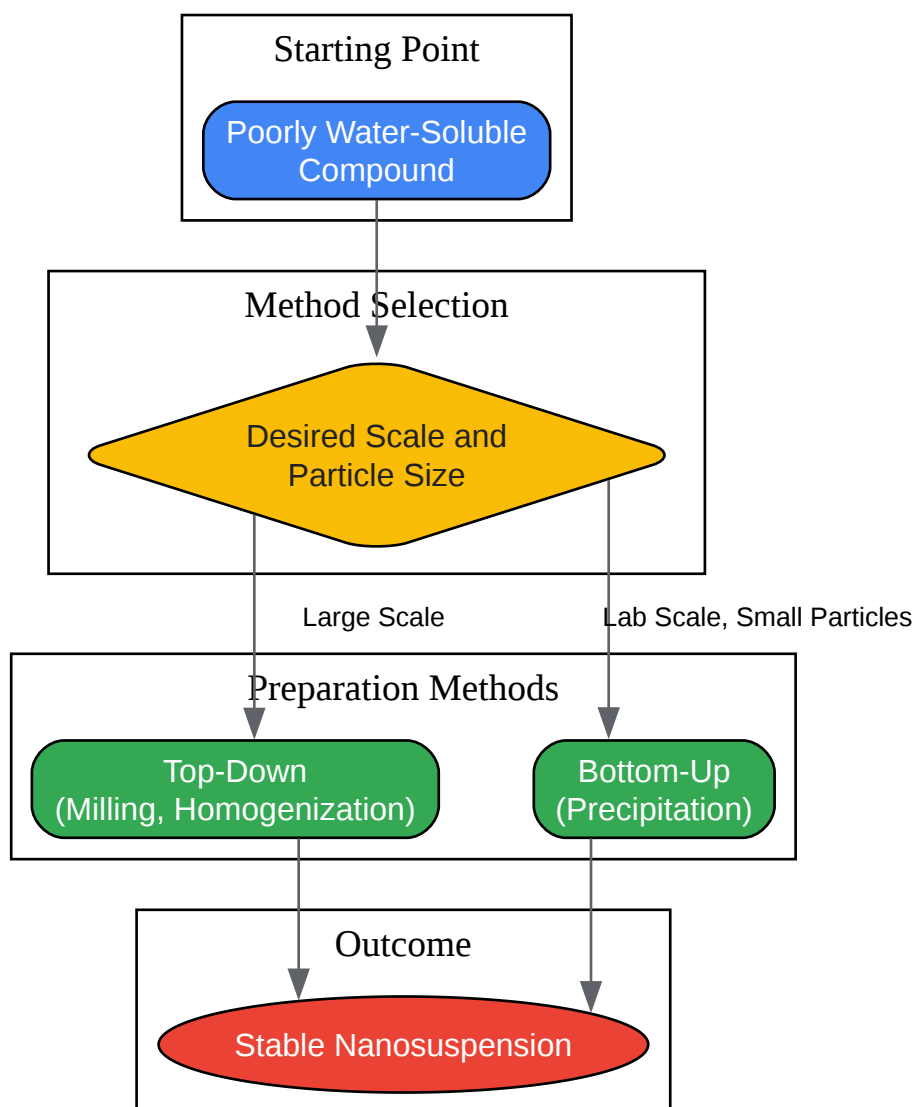 Starting Point
Poorly Water-Soluble
Compound
Method Selection
Desired Scale and
Particle Size
Large Scale
Lab Scale, Small Particles
Preparation Methods
Top-Down
(Milling, Homogenization)
Bottom-Up
(Precipitation)
Outcome
Stable Nanosuspension